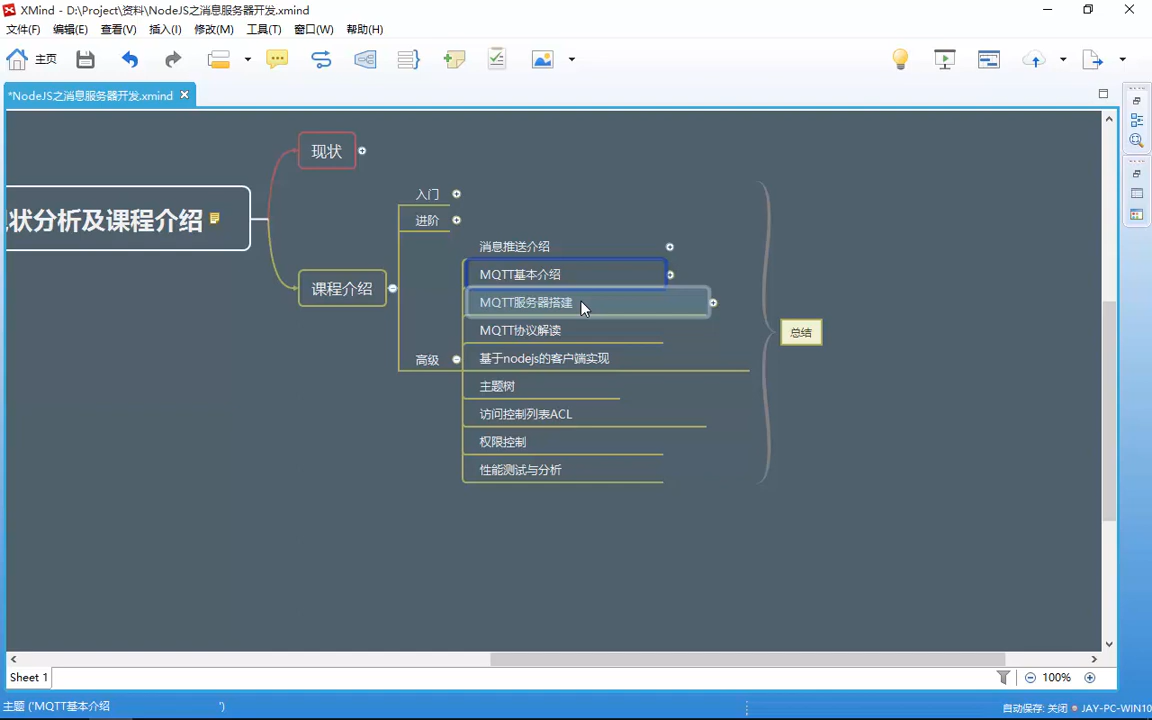 XMind - D:\Project\资料\NodeJS之消息服务器开发.xmind
文件(F) 编辑(E) 查看(V) 插入(I) 修改(M) 工具(T) 窗口(W) 帮助(H)
主页
*NodeJS之消息服务器开发.xmind
现状
状分析及课程介绍
课程介绍
入门
进阶
高级
消息推送介绍
MQTT基本介绍
MQTT服务器搭建
MQTT协议解读
基于nodejs的客户端实现
主题树
访问控制列表ACL
权限控制
性能测试与分析
总结
Sheet 1
100%
主题 ('MQTT基本介绍 ')
自动保存: 关闭
JAY-PC-WIN10